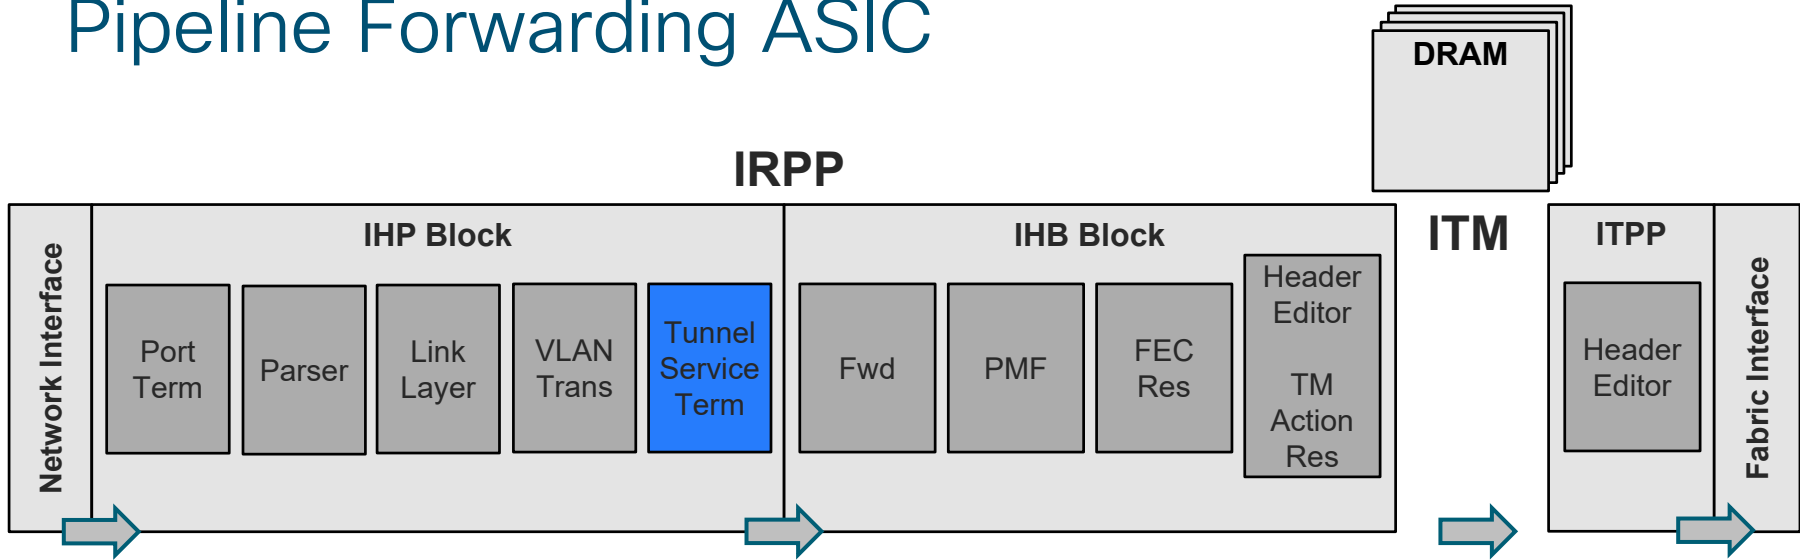 Pipeline Forwarding ASIC
DRAM
IRPP
Network Interface
IHP Block
Port
Term
Parser
Link
Layer
VLAN
Trans
Tunnel
Service
Term
IHB Block
Fwd
PMF
FEC
Res
Header
Editor
TM
Action
Res
ITM
ITPP
Header
Editor
Fabric Interface